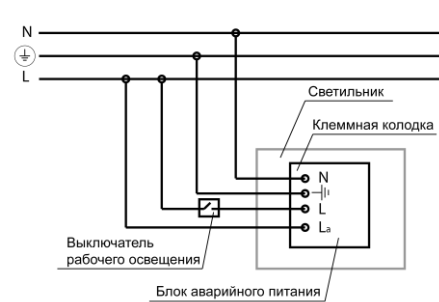 N
L
Светильник
Клеммная колодка
N
L
La
Выключатель
рабочего освещения
Блок аварийного питания